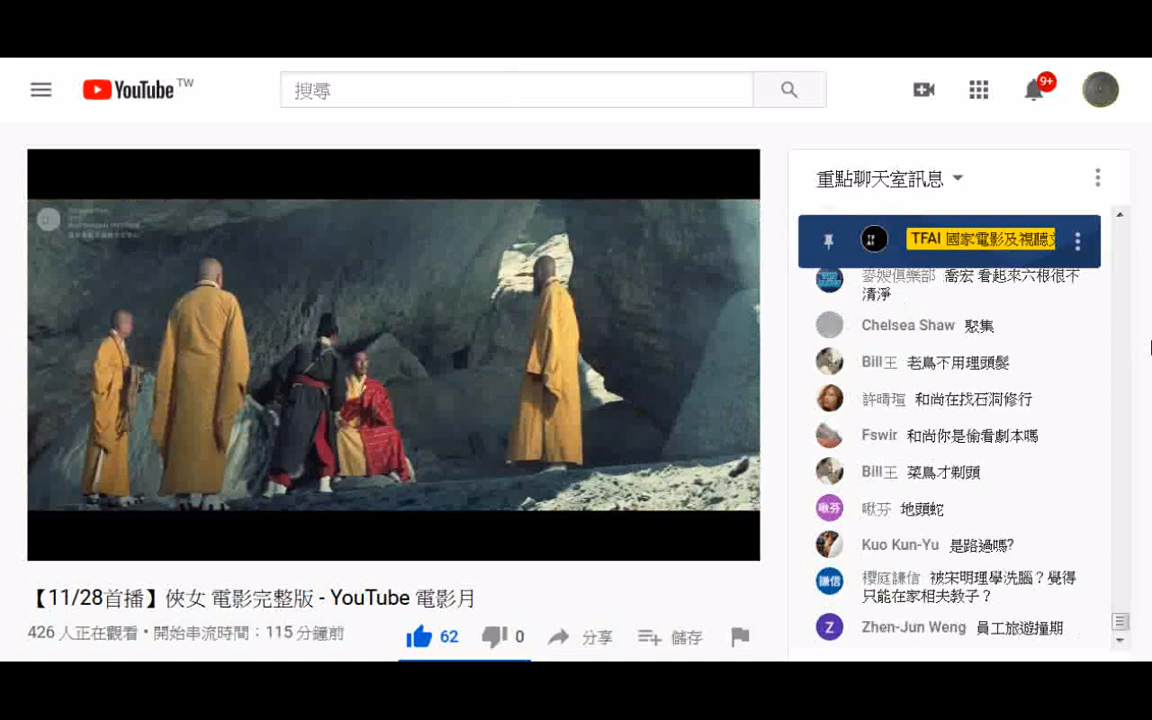 YouTube TW
搜尋
9+
重點聊天室訊息
TFAI 國家電影及視聽文
麥嫂俱樂部 喬宏 看起來六根很不
清淨
Chelsea Shaw 聚集
Bill王 老鳥不用理頭髮
許晴瑄 和尚在找石洞修行
Fswir 和尚你是偷看劇本嗎
Bill王 菜鳥才剃頭
啾芬 啾芬 地頭蛇
Kuo Kun-Yu 是路過嗎?
謙信 櫻庭謙信 被宋明理學洗腦？覺得
只能在家相夫教子？
Z Zhen-Jun Weng 員工旅遊撞期
【11/28首播】俠女 電影完整版 - YouTube 電影月
426 人正在觀看 • 開始串流時間：115 分鐘前
62
0
分享
儲存